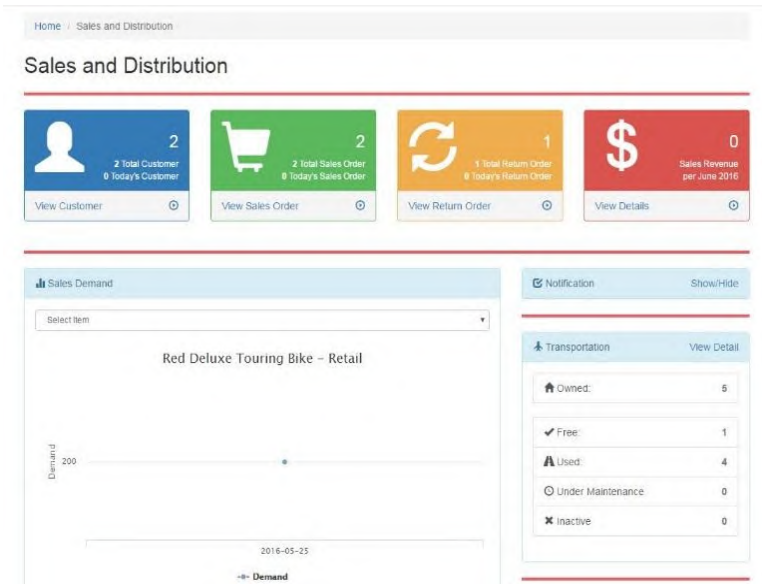 Home / Sales and Distribution
Sales and Distribution
2
2 Total Customer
0 Today's Customer
View Customer
2
2 Total Sales Order
0 Today's Sales Order
View Sales Order
1
1 Total Return Order
0 Today's Return Order
View Return Order
$
0
Sales Revenue
per June 2016
View Details
Sales Demand
Select Item
Red Deluxe Touring Bike - Retail
Demand
200
2016-05-25
Demand
Notification Show/Hide
Transportation View Detail
Owned: 5
Free: 1
Used: 4
Under Maintenance 0
Inactive 0